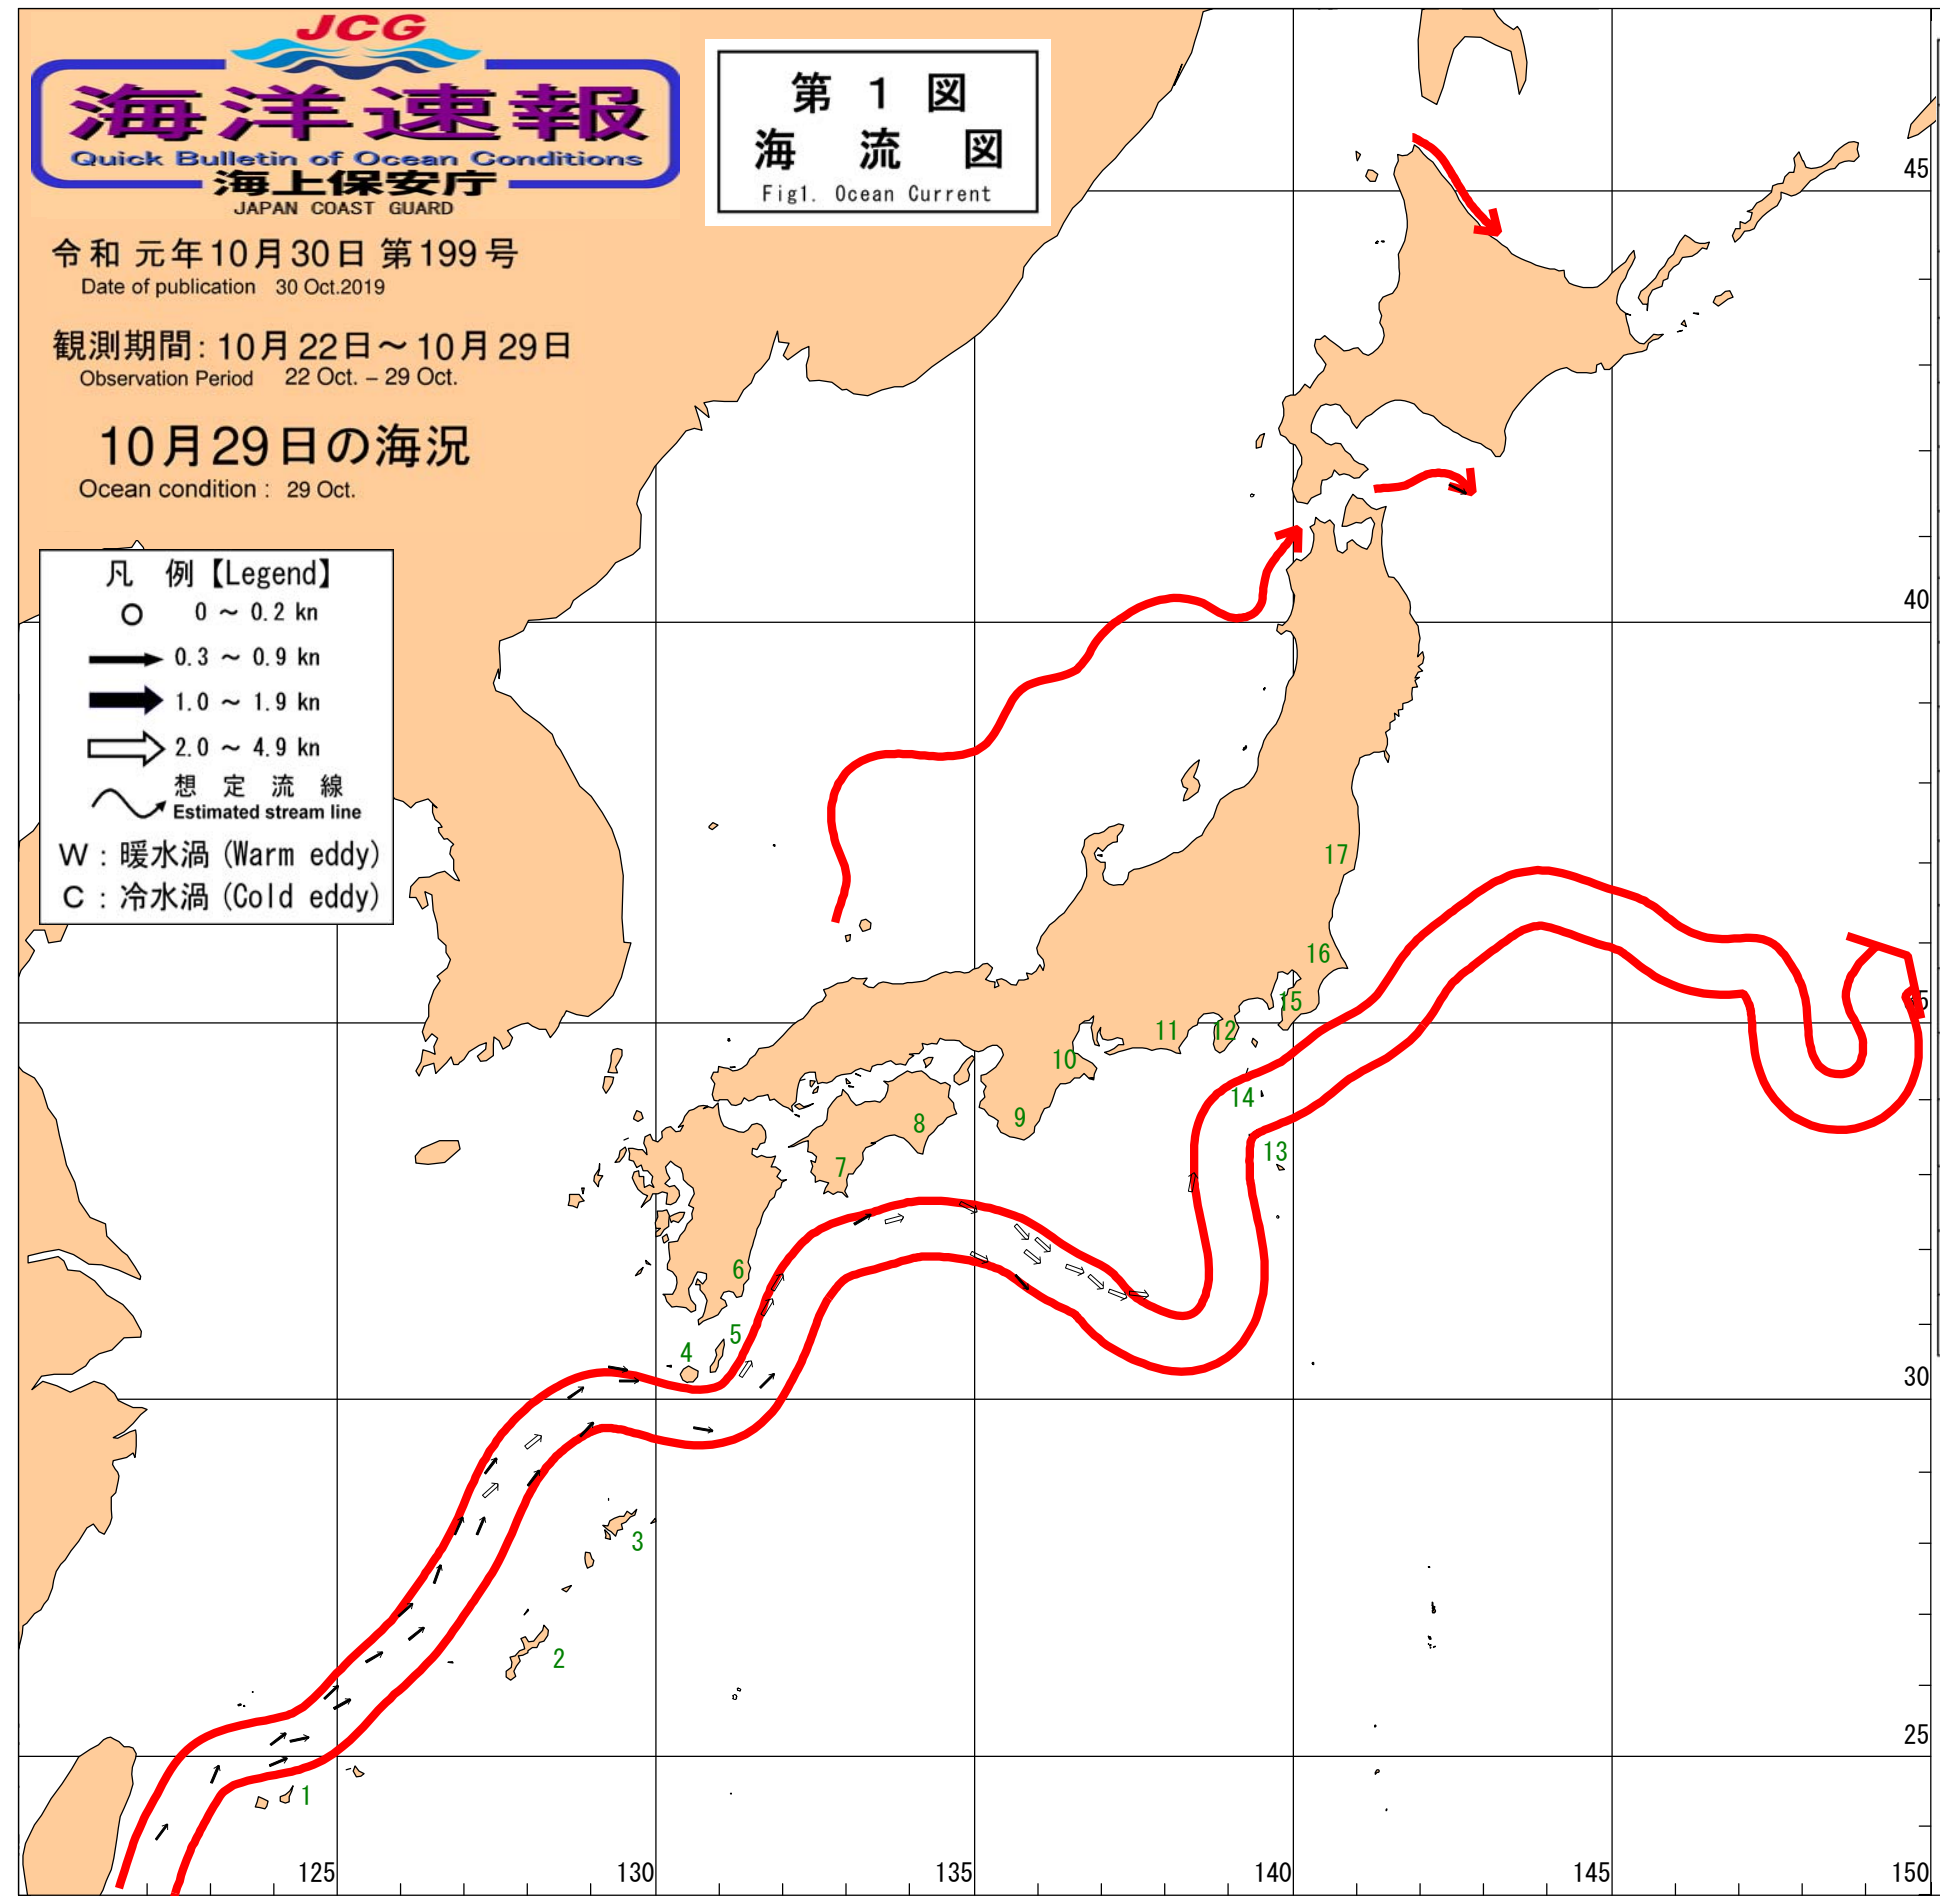 JCG
海洋速報
Quick Bulletin of Ocean Conditions
海上保安庁
JAPAN COAST GUARD
第 1 図
海 流 図
Fig1. Ocean Current
令和 元年10月30日 第199号
Date of publication 30 Oct.2019
観測期間: 10月22日～10月29日
Observation Period 22 Oct. – 29 Oct.
10月29日の海況
Ocean condition : 29 Oct.
凡 例【Legend】
0 ～ 0.2 kn
0.3 ～ 0.9 kn
1.0 ～ 1.9 kn
2.0 ～ 4.9 kn
想 定 流 線
Estimated stream line
W : 暖水渦 (Warm eddy)
C : 冷水渦 (Cold eddy)
45
40
17
16
15
11
12
10
14
9
8
13
7
6
5
4
30
3
2
25
1
125
130
135
140
145
150